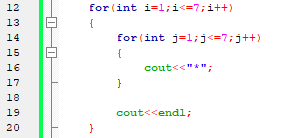 12 for(int i=1;i<=7;i++)
13 {
14 for(int j=1;j<=7;j++)
15 {
16 cout<<"*";
17 }
18
19 cout<<endl;
20 }